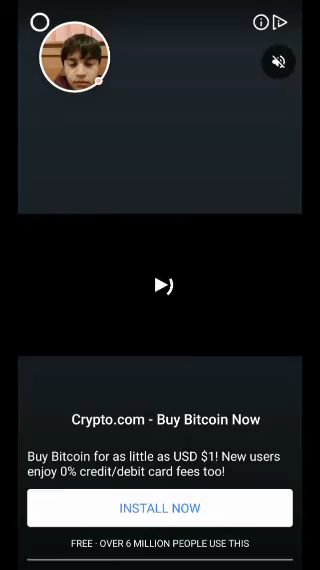 Crypto.com - Buy Bitcoin Now
Buy Bitcoin for as little as USD $1! New users
enjoy 0% credit/debit card fees too!
INSTALL NOW
FREE · OVER 6 MILLION PEOPLE USE THIS